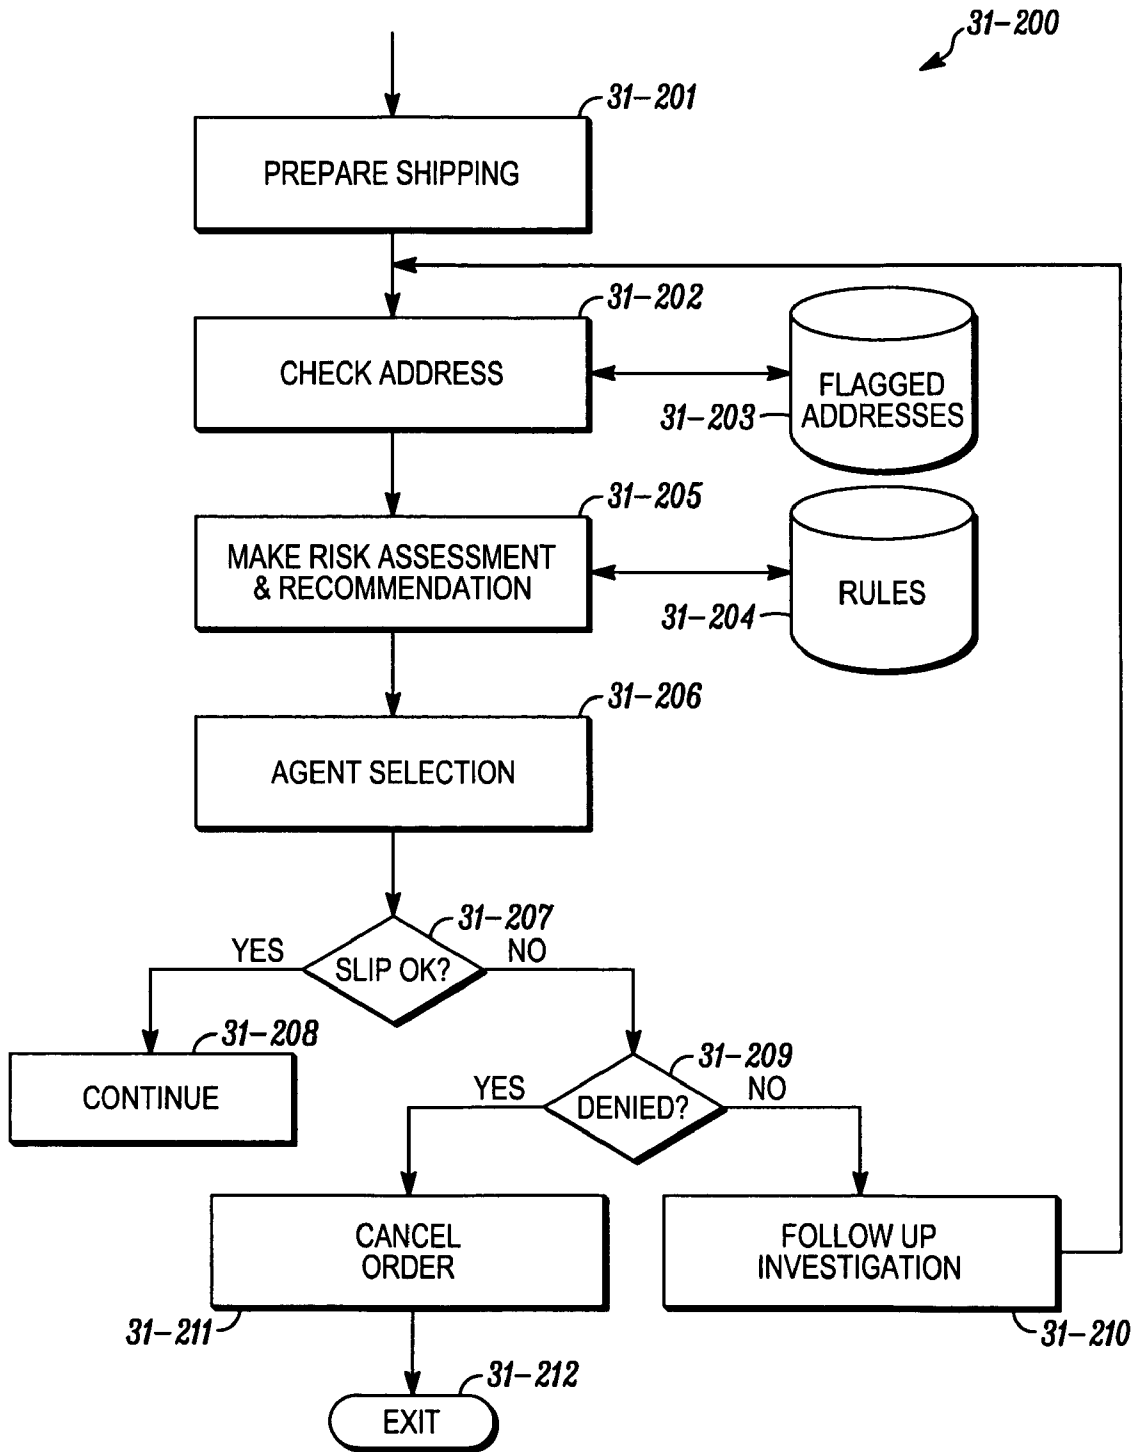 31-200
31-201
PREPARE SHIPPING
31-202
CHECK ADDRESS
FLAGGED
ADDRESSES
31-203
31-205
MAKE RISK ASSESSMENT
& RECOMMENDATION
RULES
31-204
31-206
AGENT SELECTION
31-207
YES
SLIP OK?
NO
31-208
CONTINUE
31-209
YES
DENIED?
NO
CANCEL
ORDER
31-211
FOLLOW UP
INVESTIGATION
31-210
31-212
EXIT